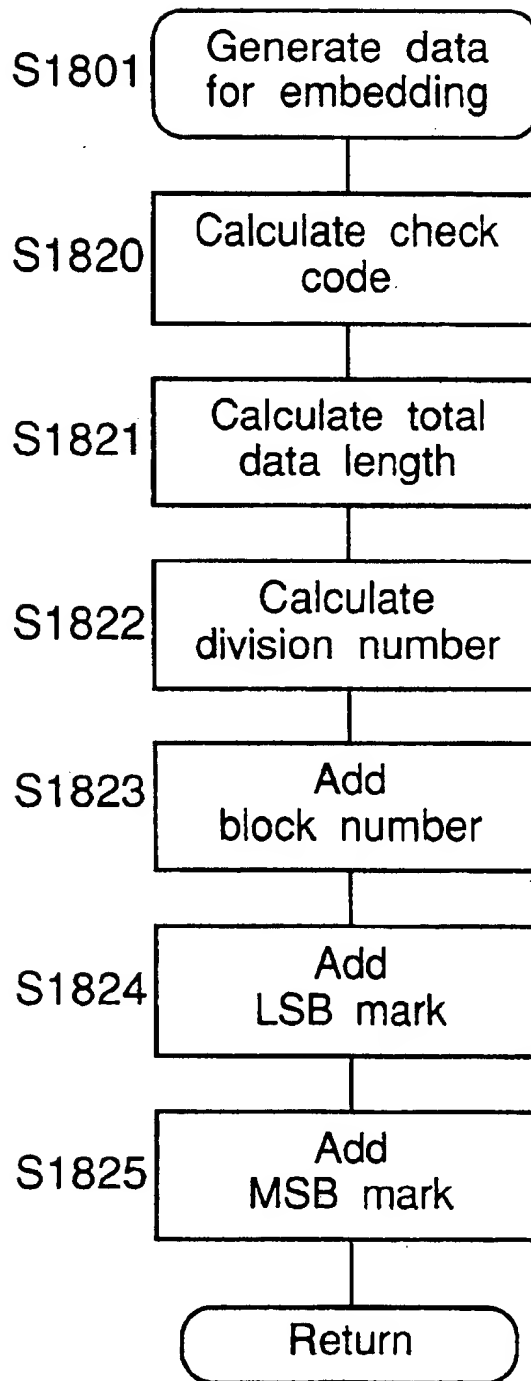 S1801
Generate data
for embedding
S1820
Calculate check
code
S1821
Calculate total
data length
S1822
Calculate
division number
S1823
Add
block number
S1824
Add
LSB mark
S1825
Add
MSB mark
Return